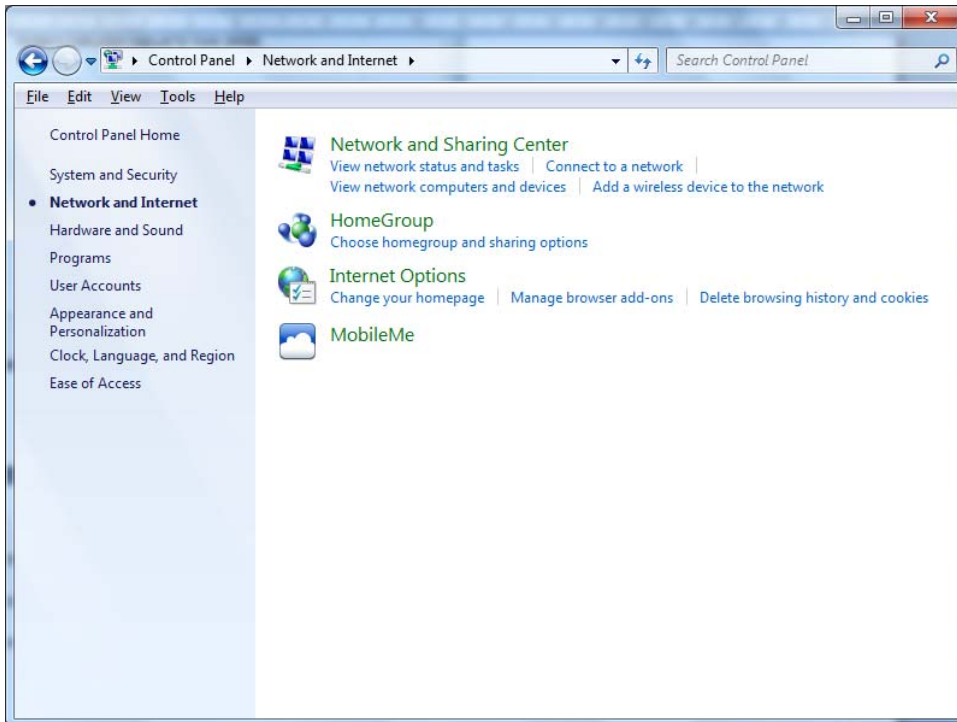 Control Panel Network and Internet Search Control Panel
File Edit View Tools Help
Control Panel Home
System and Security
Network and Internet
Hardware and Sound
Programs
User Accounts
Appearance and
Personalization
Clock, Language, and Region
Ease of Access
Network and Sharing Center
View network status and tasks Connect to a network
View network computers and devices Add a wireless device to the network
HomeGroup
Choose homegroup and sharing options
Internet Options
Change your homepage Manage browser add-ons Delete browsing history and cookies
MobileMe